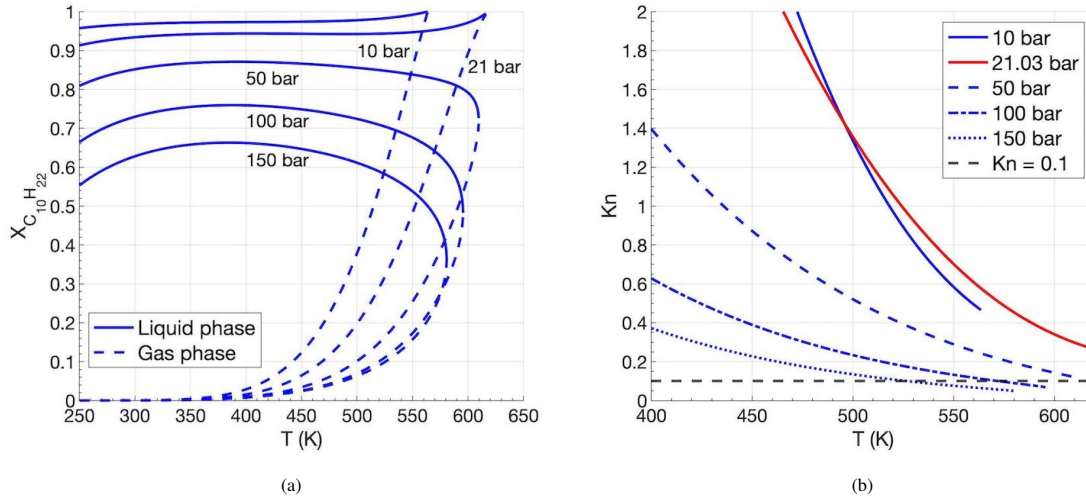 1
0.9
0.8
0.7
0.6
0.5
0.4
0.3
0.2
0.1
0
X C10H22
10 bar
21 bar
50 bar
100 bar
150 bar
Liquid phase
Gas phase
250 300 350 400 450 500 550 600 650
T (K)
(a)
2
1.8
1.6
1.4
1.2
1
0.8
0.6
0.4
0.2
0
Kn
10 bar
21.03 bar
50 bar
100 bar
150 bar
Kn = 0.1
400 450 500 550 600
T (K)
(b)